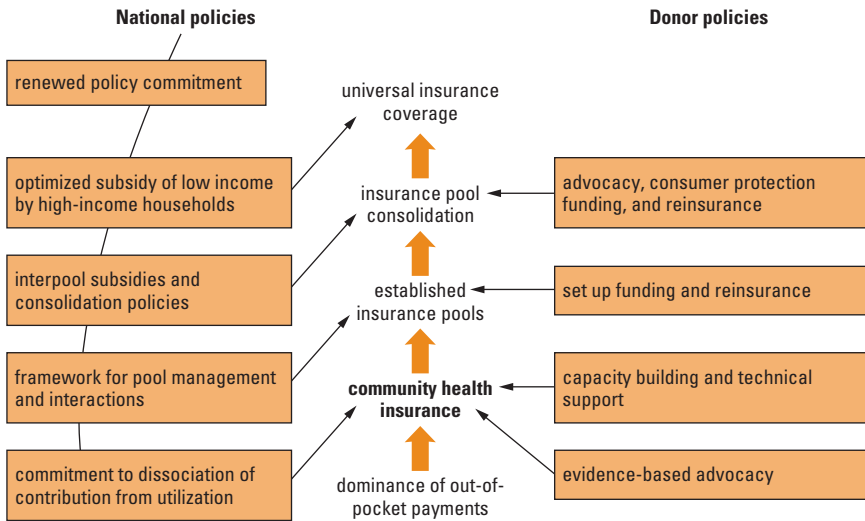 National policies
Donor policies
renewed policy commitment
universal insurance
coverage
optimized subsidy of low income
by high-income households
insurance pool
consolidation
advocacy, consumer protection
funding, and reinsurance
interpool subsidies and
consolidation policies
established
insurance pools
set up funding and reinsurance
framework for pool management
and interactions
community health
insurance
capacity building and technical
support
commitment to dissociation of
contribution from utilization
dominance of out-of-
pocket payments
evidence-based advocacy